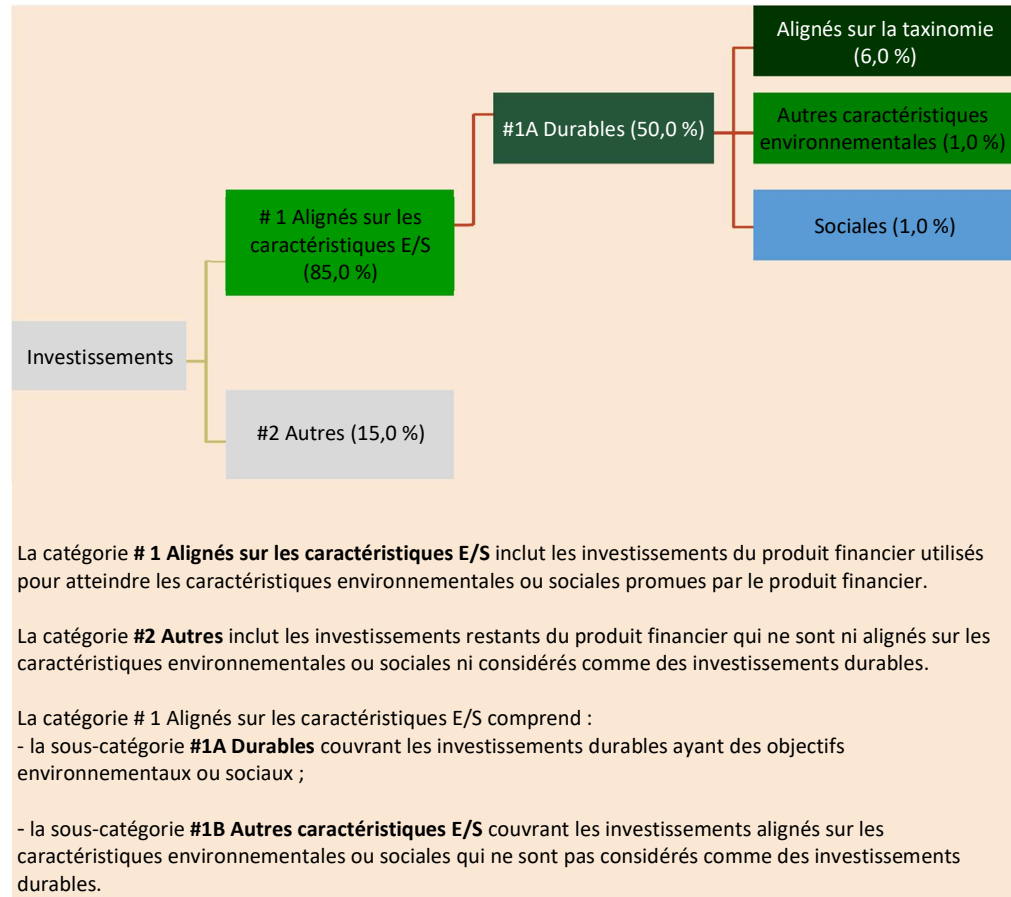 Alignés sur la taxinomie
(6,0 %)
#1A Durables (50,0 %)
Autres caractéristiques
environnementales (1,0 %)
# 1 Alignés sur les
caractéristiques E/S
(85,0 %)
Sociales (1,0 %)
Investissements
#2 Autres (15,0 %)
La catégorie # 1 Alignés sur les caractéristiques E/S inclut les investissements du produit financier utilisés
pour atteindre les caractéristiques environnementales ou sociales promues par le produit financier.
La catégorie #2 Autres inclut les investissements restants du produit financier qui ne sont ni alignés sur les
caractéristiques environnementales ou sociales ni considérés comme des investissements durables.
La catégorie # 1 Alignés sur les caractéristiques E/S comprend :
- la sous-catégorie #1A Durables couvrant les investissements durables ayant des objectifs
environnementaux ou sociaux ;
- la sous-catégorie #1B Autres caractéristiques E/S couvrant les investissements alignés sur les
caractéristiques environnementales ou sociales qui ne sont pas considérés comme des investissements
durables.